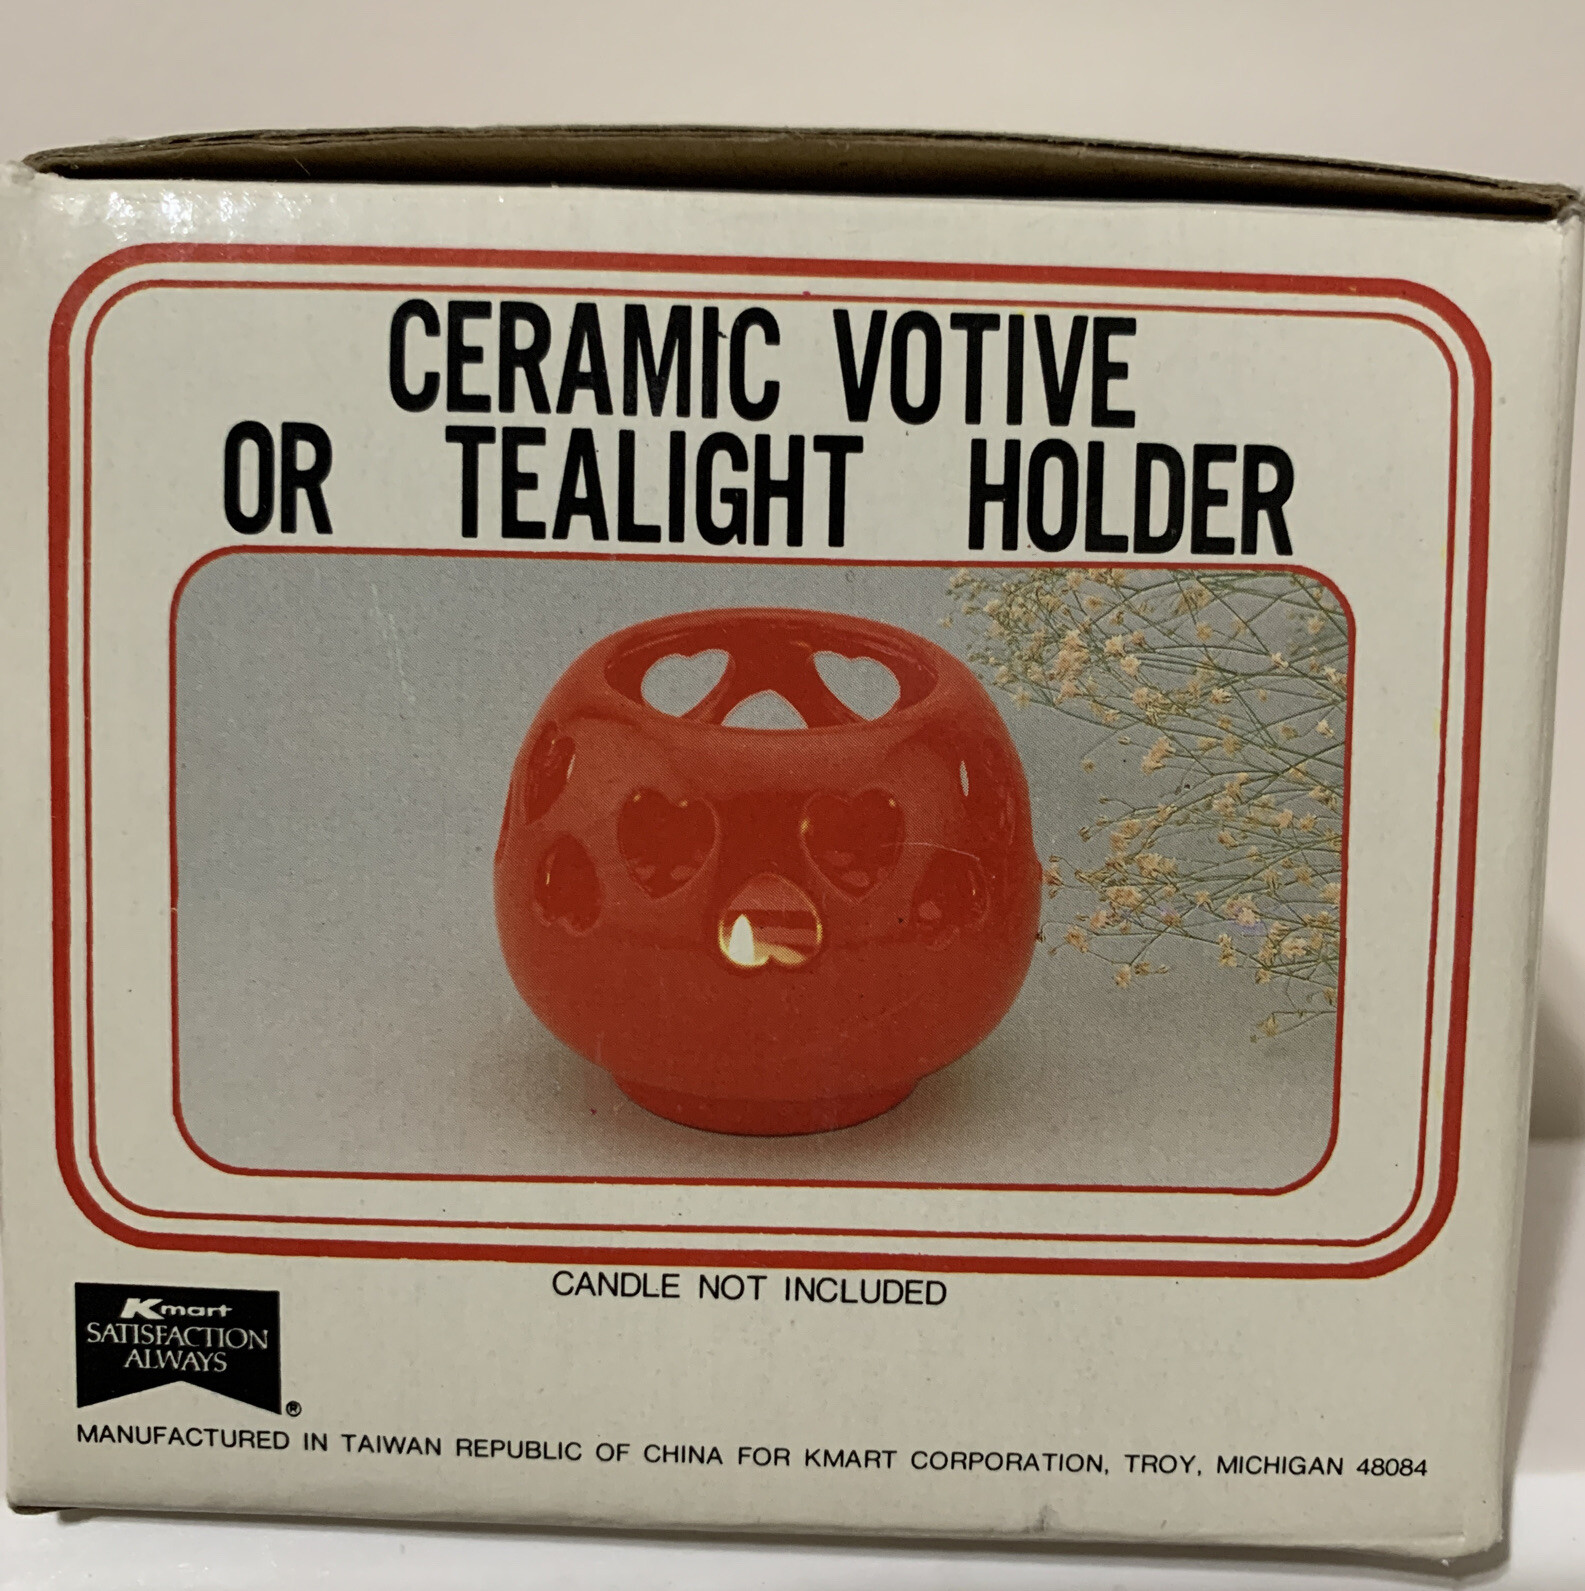 CERAMIC VOTIVE
OR TEALIGHT HOLDER
CANDLE NOT INCLUDED
Kmart
SATISFACTION
ALWAYS
®
MANUFACTURED IN TAIWAN REPUBLIC OF CHINA FOR KMART CORPORATION, TROY, MICHIGAN 48084